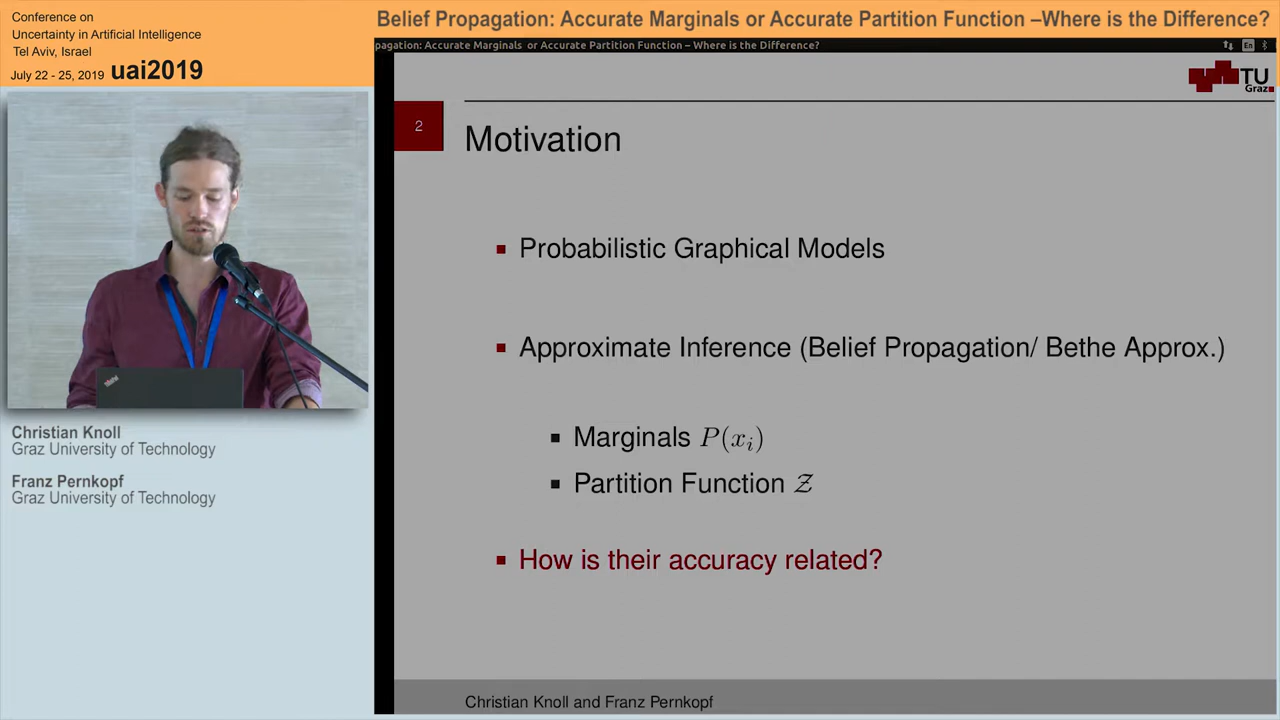 Conference on
Uncertainty in Artificial Intelligence
Tel Aviv, Israel
July 22 - 25, 2019 uai2019
Belief Propagation: Accurate Marginals or Accurate Partition Function –Where is the Difference?
pagation: Accurate Marginals or Accurate Partition Function – Where is the Difference?
En
TU
Graz
2
Motivation
Probabilistic Graphical Models
Approximate Inference (Belief Propagation/ Bethe Approx.)
Marginals P(xᵢ)
Partition Function 𝒵
How is their accuracy related?
Christian Knoll and Franz Pernkopf
ThinkPad
Christian Knoll
Graz University of Technology
Franz Pernkopf
Graz University of Technology